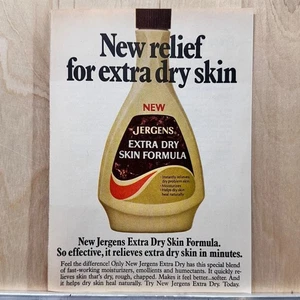 New relief
for extra dry skin
NEW
JERGENS
EXTRA DRY
SKIN FORMULA
New Jergens Extra Dry Skin Formula.
So effective, it relieves extra dry skin in minutes.
Feel the difference! Only New Jergens Extra Dry has this special blend
of fast-working moisturizers, emollients and humectants. It quickly re-
lieves skin that's dry, rough, chapped. Makes it feel better...softer. And
it helps dry skin heal naturally. Try New Jergens Extra Dry. Today.